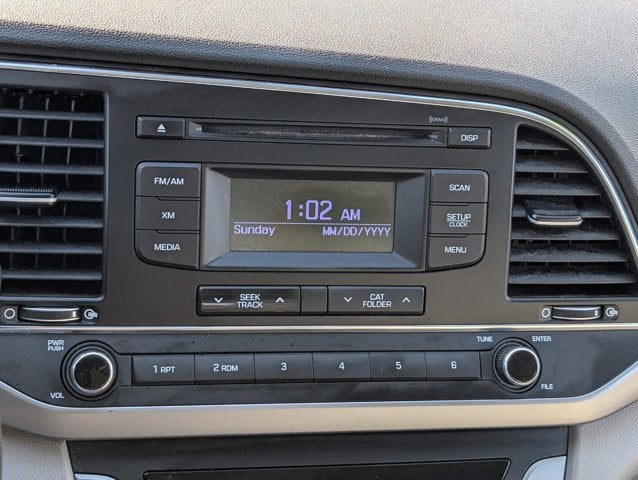 DISP
FM/AM
SCAN
XM
1:02 AM
SETUP
CLOCK
Sunday MM/DD/YYYY
MEDIA
MENU
SEEK
TRACK
CAT
FOLDER
PWR
PUSH
TUNE
ENTER
1 RPT
2 RDM
3
4
5
6
VOL
FILE